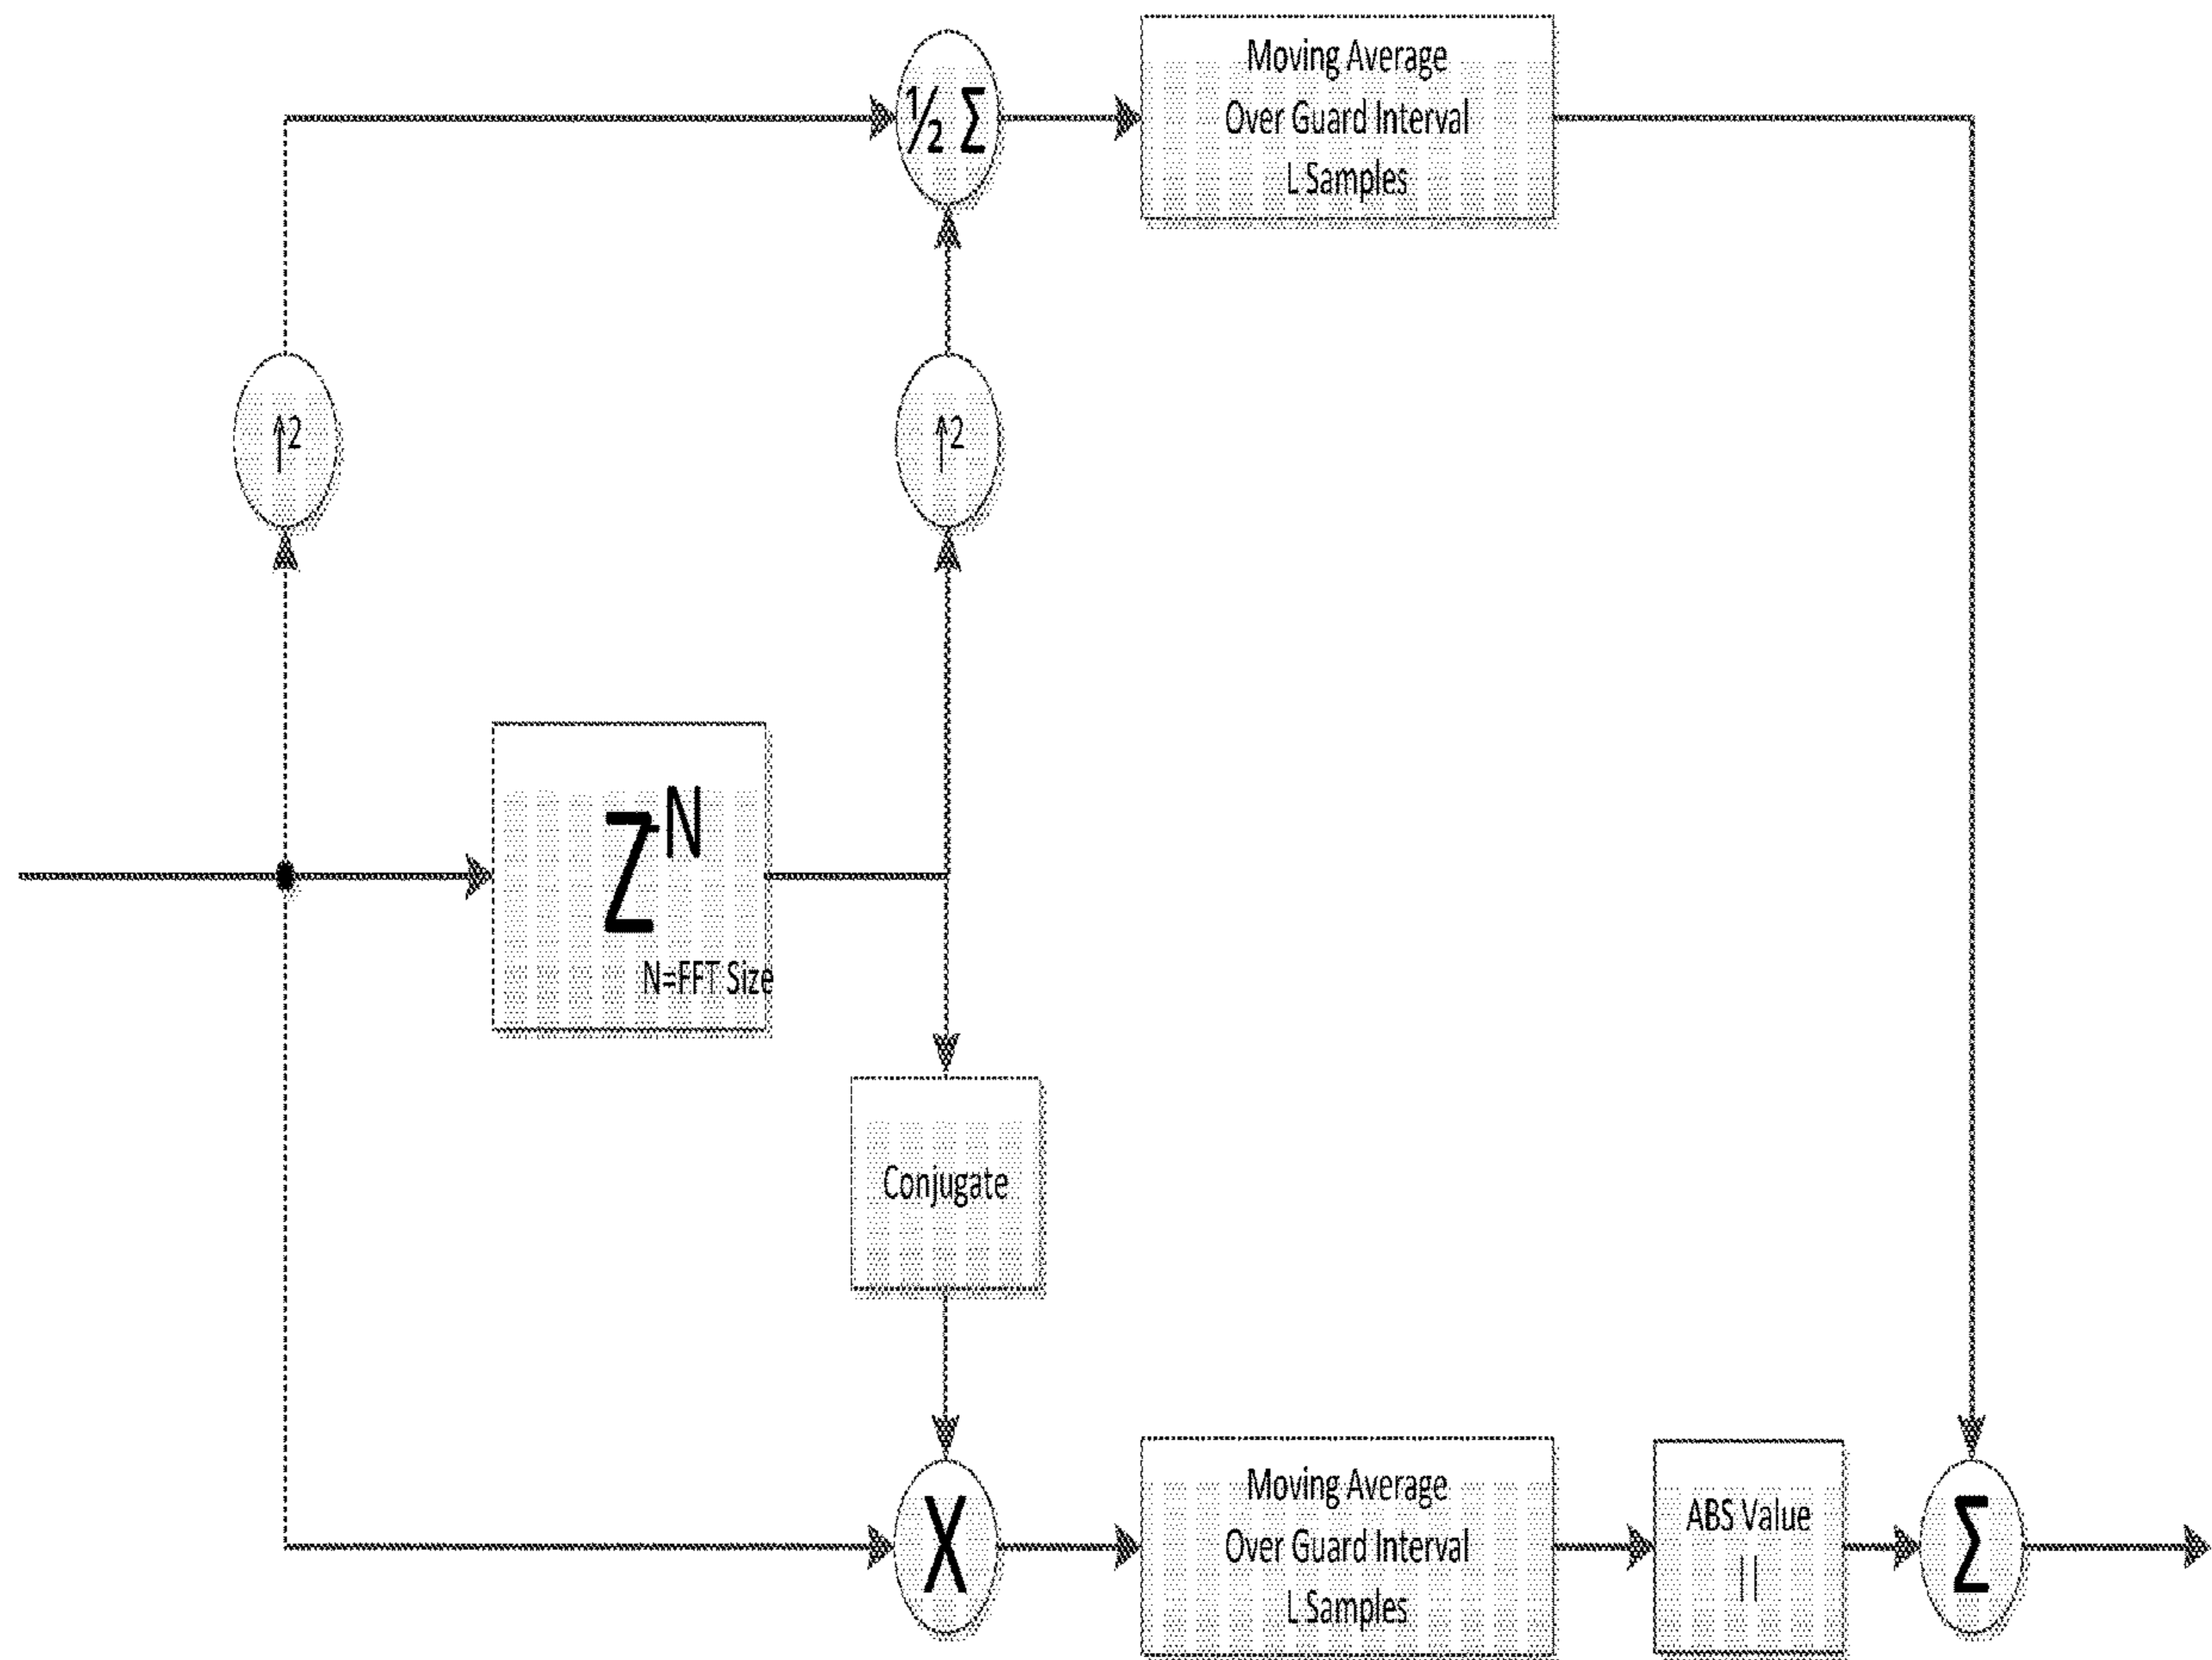 ½ Σ
Moving Average
Over Guard Interval
L Samples
↑²
↑²
Z-N
N=FFT Size
Conjugate
X
Moving Average
Over Guard Interval
L Samples
ABS Value
||
Σ